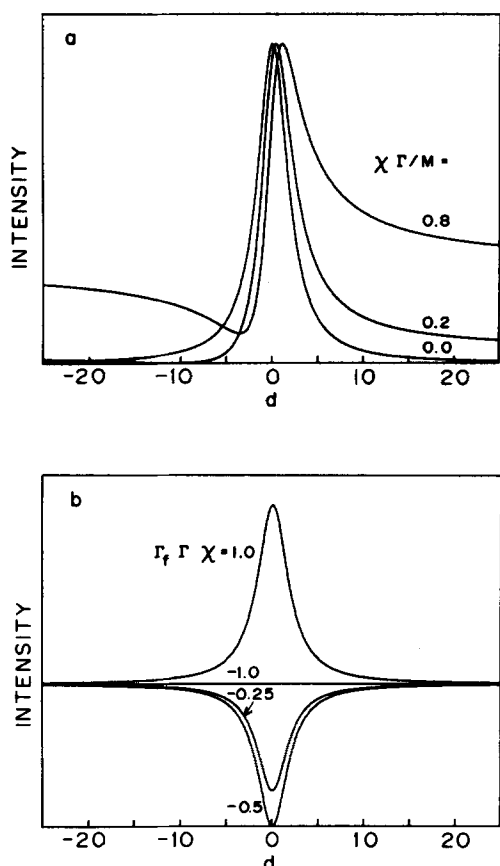 a
INTENSITY
χ Γ/M =
0.8
0.2
0.0
-20 -10 0 10 20
d
b
INTENSITY
Γf Γ χ = 1.0
-1.0
-0.25
-0.5
-20 -10 0 10 20
d